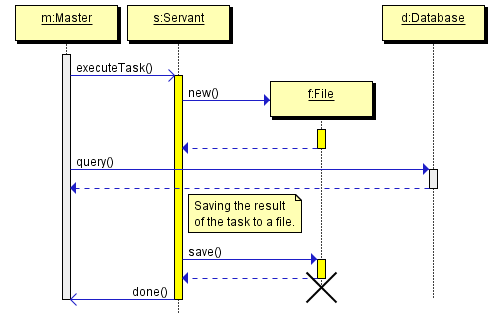 m:Master
s:Servant
d:Database
executeTask()
new()
f:File
query()
Saving the result
of the task to a file.
save()
done()